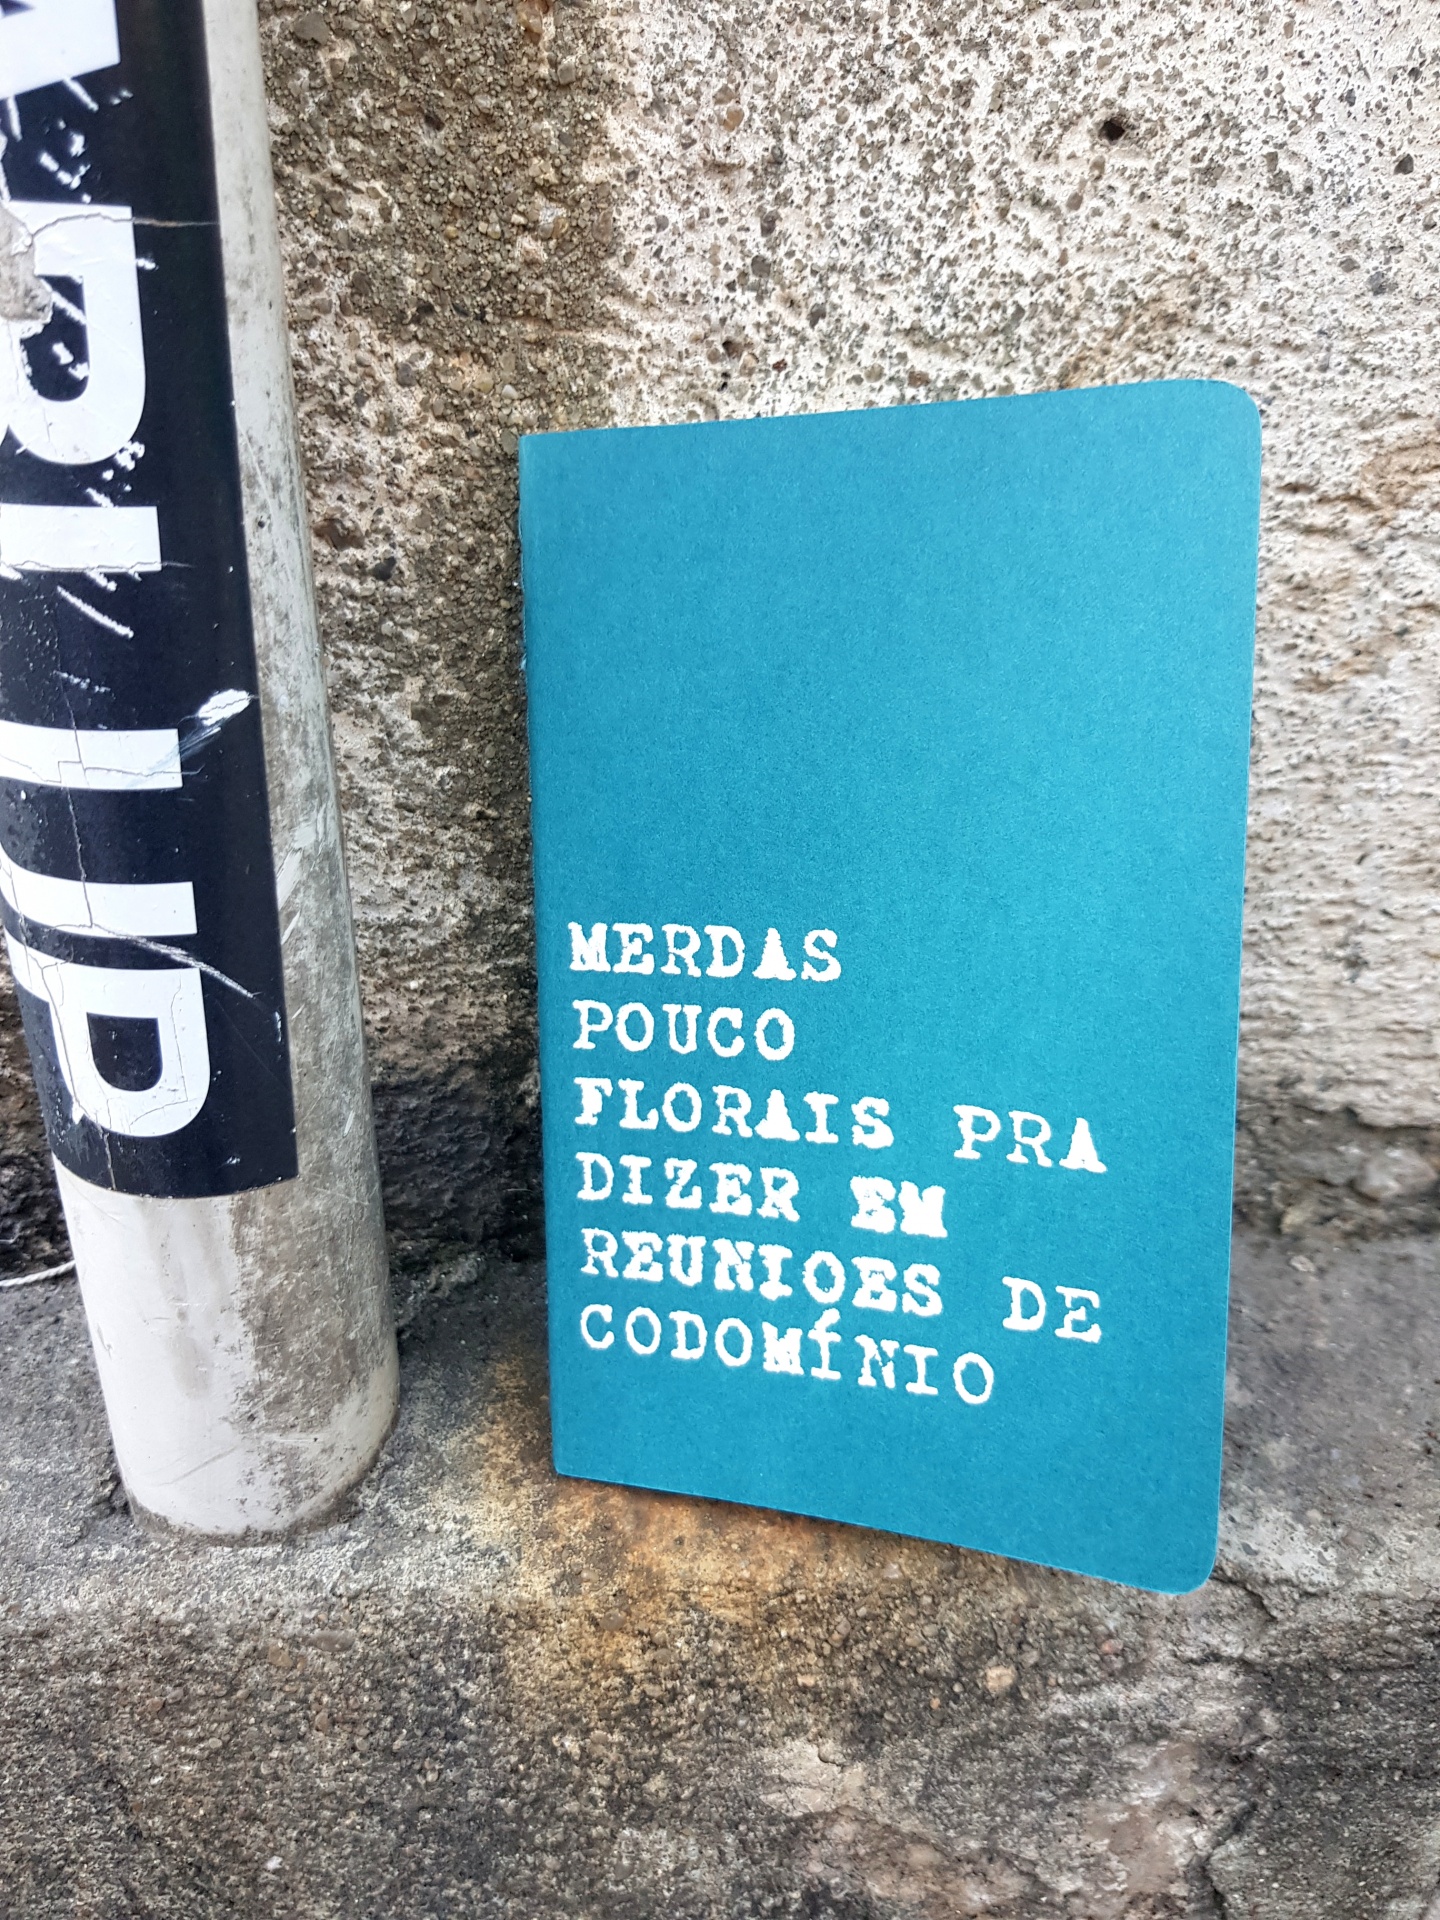 MERDAS
POUCO
FLORAIS PRA
DIZER EM
REUNIOES DE
CODOMÍNIO